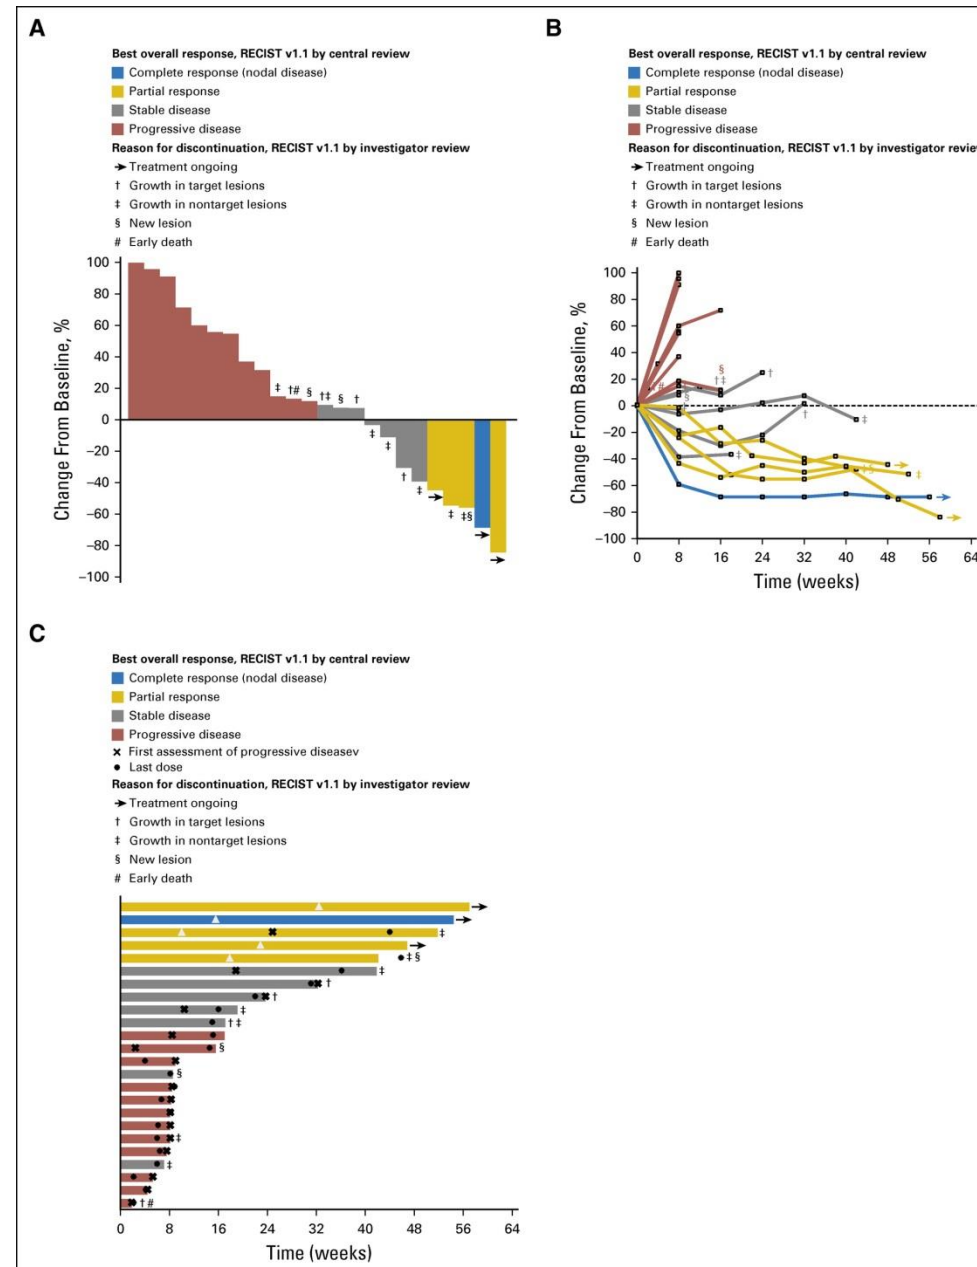 A
Best overall response, RECIST v1.1 by central review
Complete response (nodal disease)
Partial response
Stable disease
Progressive disease
Reason for discontinuation, RECIST v1.1 by investigator review
Treatment ongoing
† Growth in target lesions
‡ Growth in nontarget lesions
§ New lesion
# Early death
Change From Baseline, %
100
80
60
40
20
0
−20
−40
−60
−80
−100
‡ †# § †‡ § †
‡ ‡ † ‡ ‡ ‡§
B
Best overall response, RECIST v1.1 by central review
Complete response (nodal disease)
Partial response
Stable disease
Progressive disease
Reason for discontinuation, RECIST v1.1 by investigator review
Treatment ongoing
† Growth in target lesions
‡ Growth in nontarget lesions
§ New lesion
# Early death
Change From Baseline, %
100
80
60
40
20
0
−20
−40
−60
−80
−100
§
†‡
†
#
§
†
‡
‡
‡§
‡
0 8 16 24 32 40 48 56 64
Time (weeks)
C
Best overall response, RECIST v1.1 by central review
Complete response (nodal disease)
Partial response
Stable disease
Progressive disease
First assessment of progressive diseasev
Last dose
Reason for discontinuation, RECIST v1.1 by investigator review
Treatment ongoing
† Growth in target lesions
‡ Growth in nontarget lesions
§ New lesion
# Early death
‡
‡ §
‡
†
†
‡
† ‡
§
§
‡
‡
† #
0 8 16 24 32 40 48 56 64
Time (weeks)